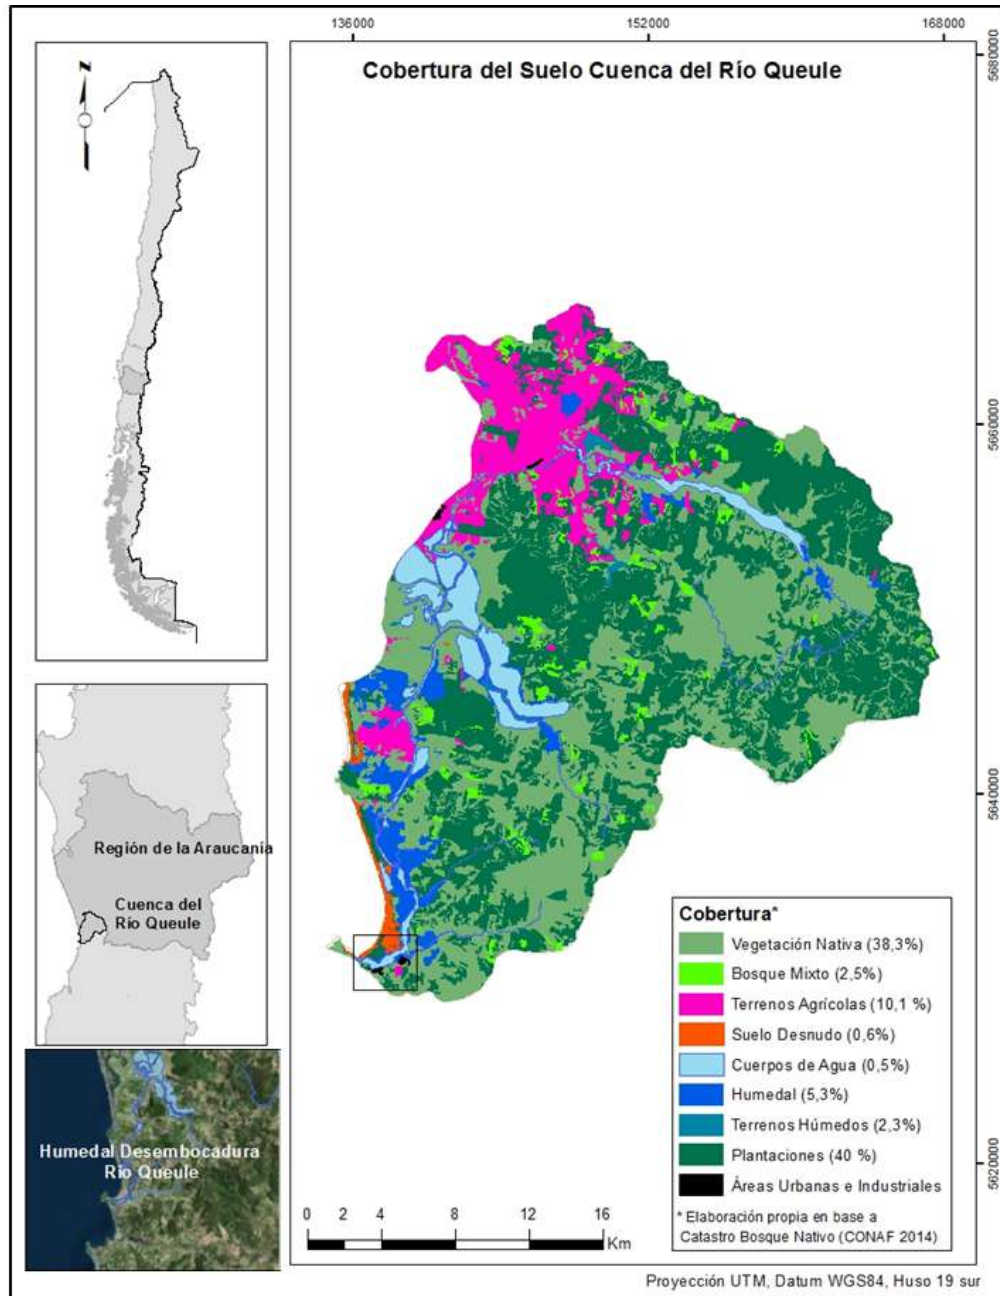 136000
152000
168000
5680000
Cobertura del Suelo Cuenca del Río Queule
N
5660000
5640000
5620000
Región de la Araucanía
Cuenca del
Río Queule
Humedal Desembocadura
Río Queule
Cobertura*
Vegetación Nativa (38,3%)
Bosque Mixto (2,5%)
Terrenos Agrícolas (10,1 %)
Suelo Desnudo (0,6%)
Cuerpos de Agua (0,5%)
Humedal (5,3%)
Terrenos Húmedos (2,3%)
Plantaciones (40 %)
Áreas Urbanas e Industriales
* Elaboración propia en base a
Catastro Bosque Nativo (CONAF 2014)
0 2 4 8 12 16
Km
Proyección UTM, Datum WGS84, Huso 19 sur